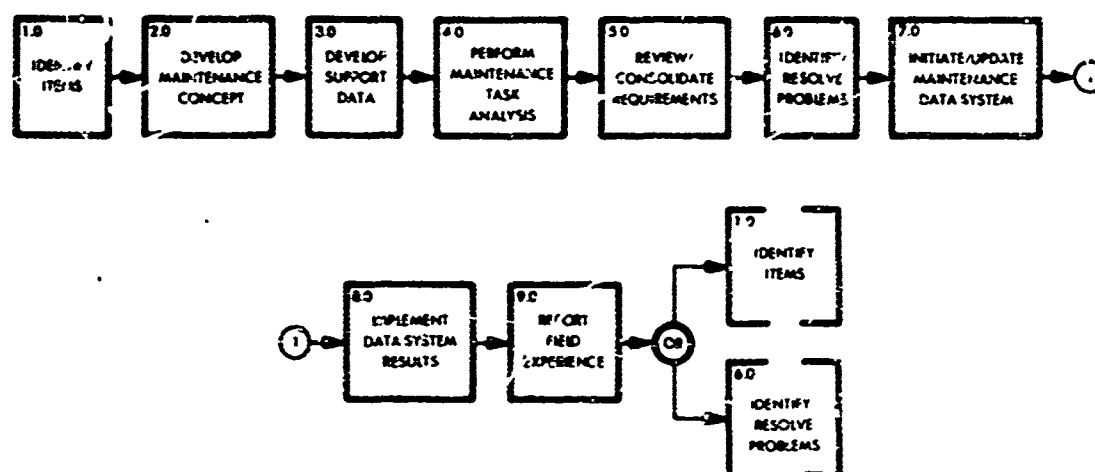 1.0
IDENTIFY
ITEMS
2.0
DEVELOP
MAINTENANCE
CONCEPT
3.0
DEVELOP
SUPPORT
DATA
4.0
PERFORM
MAINTENANCE
TASK
ANALYSIS
5.0
REVIEW/
CONSOLIDATE
REQUIREMENTS
6.0
IDENTIFY
RESOLVE
PROBLEMS
7.0
INITIATE/UPDATE
MAINTENANCE
DATA SYSTEM
1
8.0
IMPLEMENT
DATA SYSTEM
RESULTS
9.0
REPORT
FIELD
EXPERIENCE
OR
1.0
IDENTIFY
ITEMS
6.0
IDENTIFY
RESOLVE
PROBLEMS